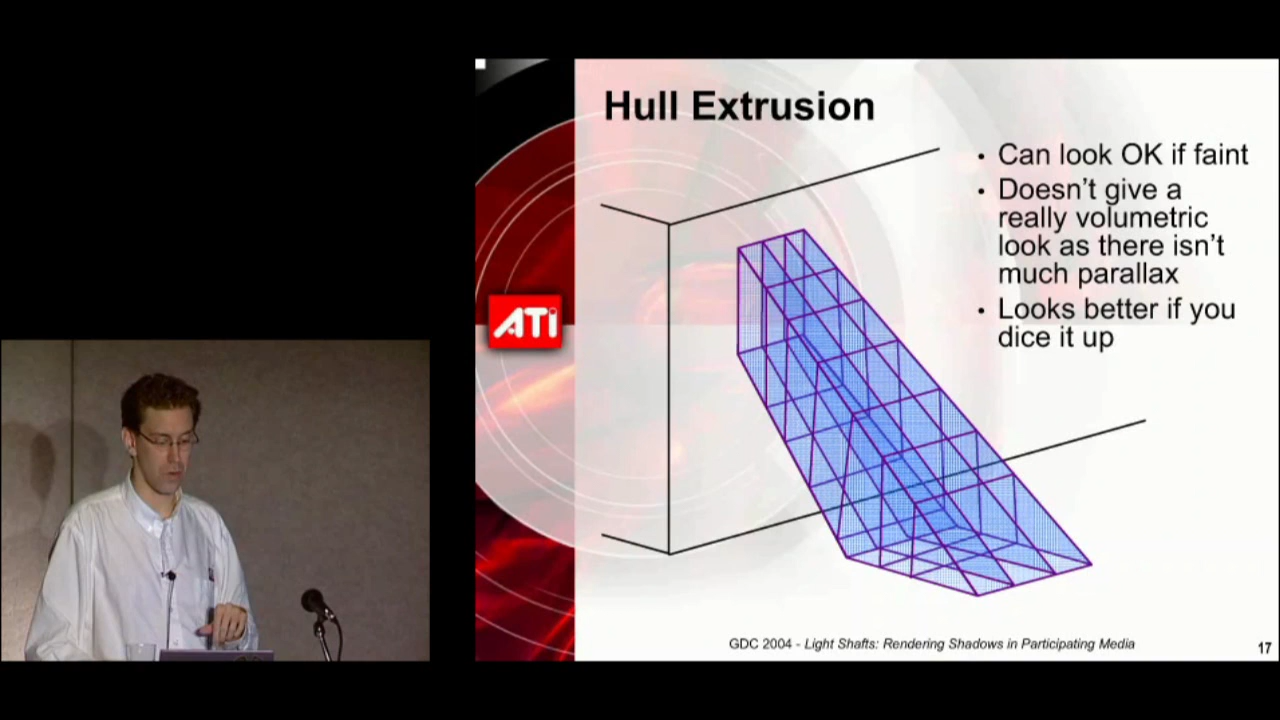 Hull Extrusion
• Can look OK if faint
• Doesn't give a
really volumetric
look as there isn't
much parallax
• Looks better if you
dice it up
ATi
GDC 2004 - Light Shafts: Rendering Shadows in Participating Media
17